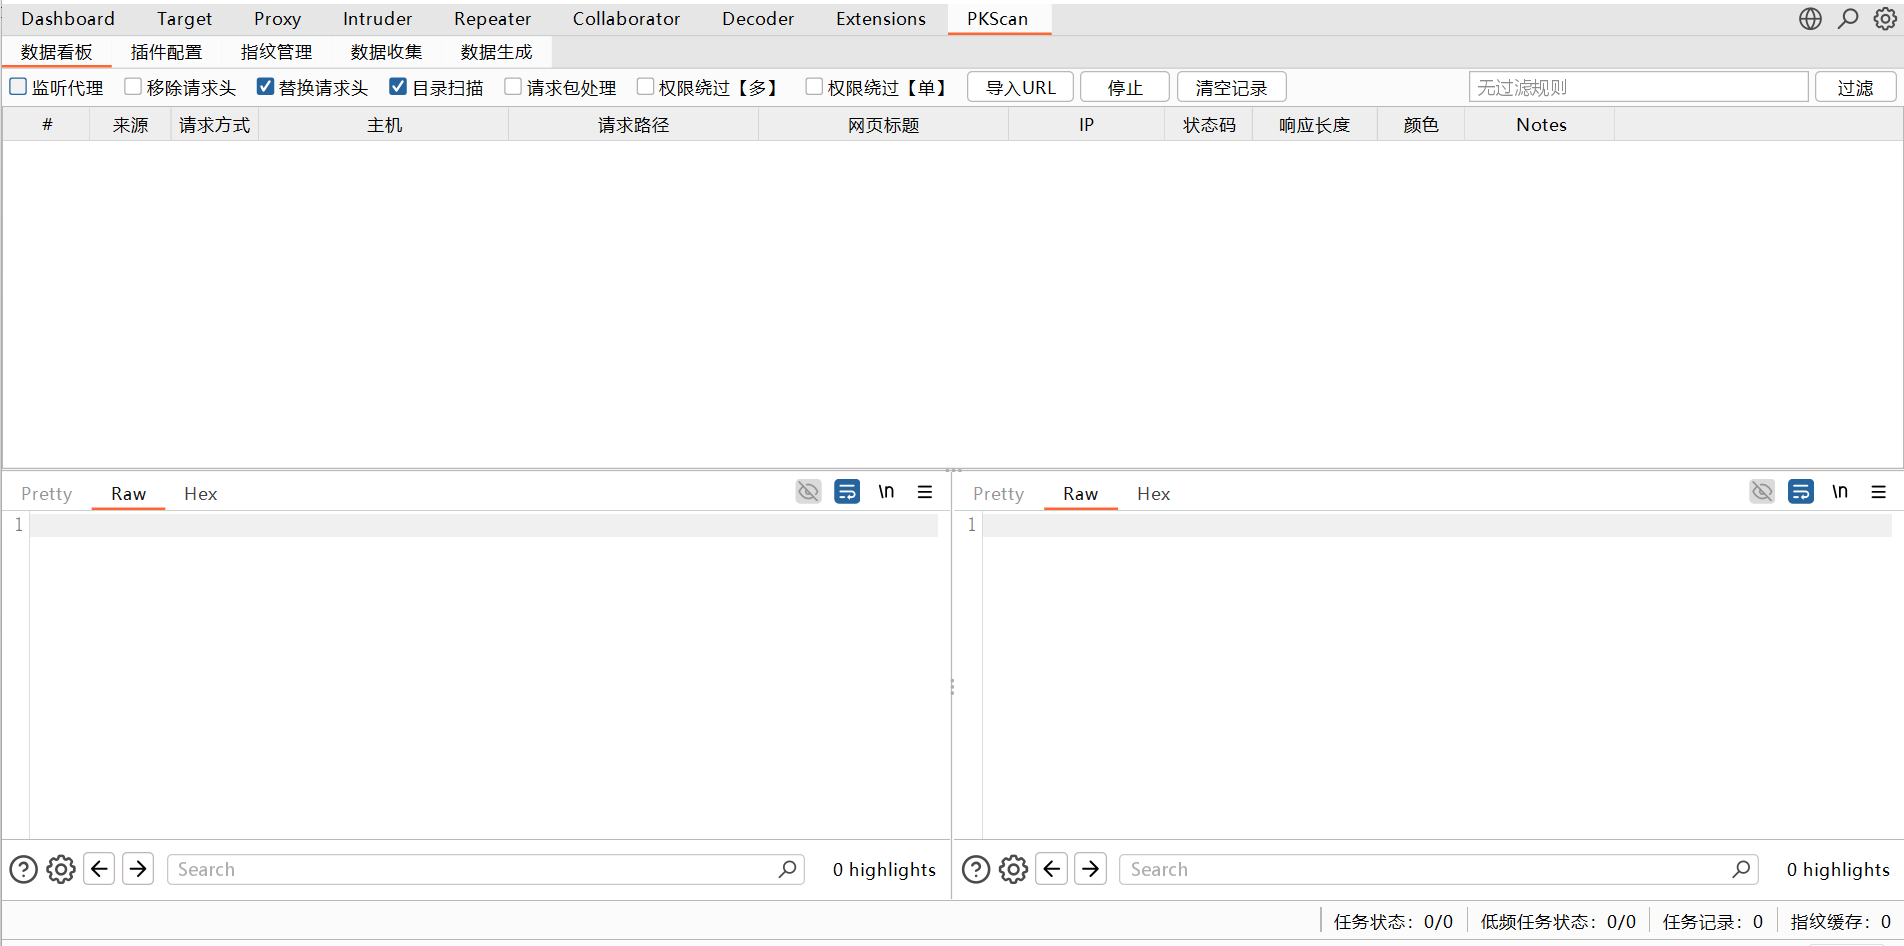 Dashboard Target Proxy Intruder Repeater Collaborator Decoder Extensions PKScan
数据看板 插件配置 指纹管理 数据收集 数据生成
监听代理 移除请求头 替换请求头 目录扫描 请求包处理 权限绕过【多】 权限绕过【单】 导入URL 停止 清空记录 无过滤规则 过滤
# 来源 请求方式 主机 请求路径 网页标题 IP 状态码 响应长度 颜色 Notes
Pretty Raw Hex \n
1
Search 0 highlights
Pretty Raw Hex \n
1
Search 0 highlights
任务状态：0/0 低频任务状态：0/0 任务记录：0 指纹缓存：0